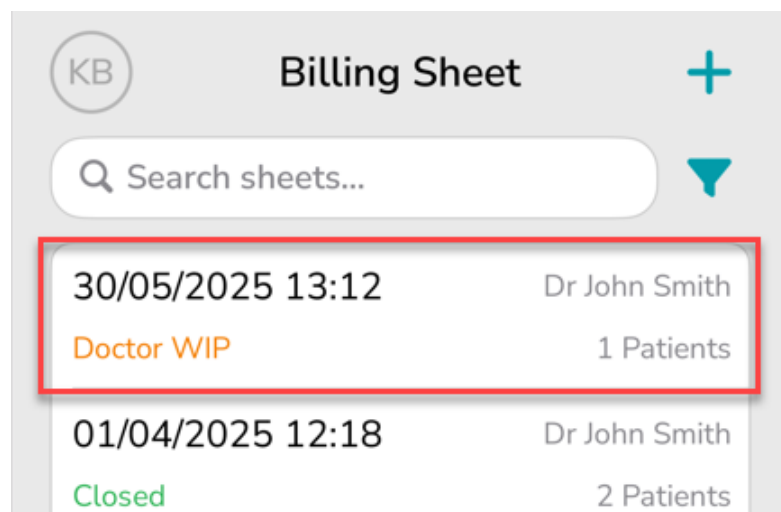 KB
Billing Sheet
Search sheets...
30/05/2025 13:12
Dr John Smith
Doctor WIP
1 Patients
01/04/2025 12:18
Dr John Smith
Closed
2 Patients